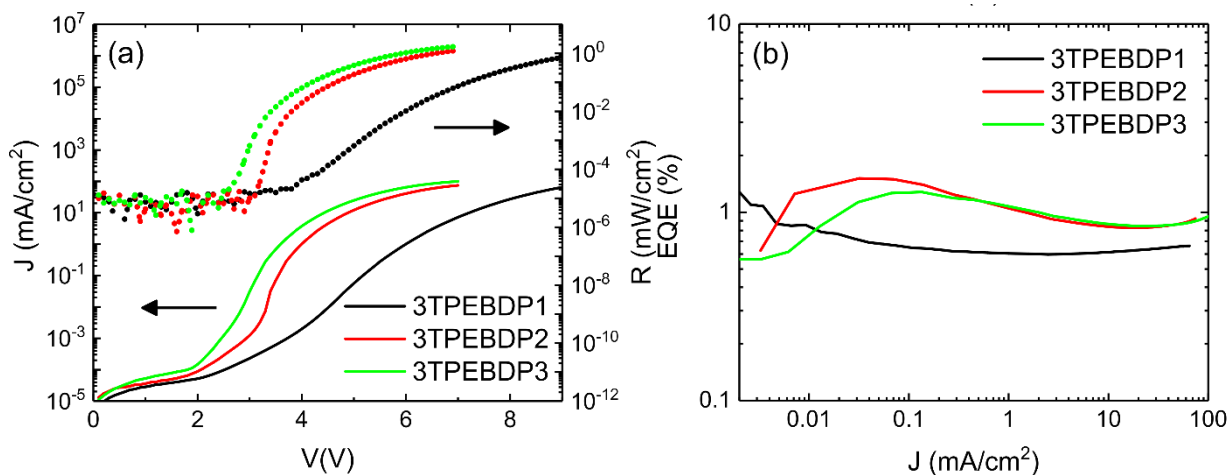 (a)
10^7
10^5
10^3
10^1
10^-1
10^-3
10^-5
J (mA/cm^2)
0
2
4
6
8
V(V)
10^0
10^-2
10^-4
10^-6
10^-8
10^-10
10^-12
R (mW/cm^2)
3TPEBDP1
3TPEBDP2
3TPEBDP3
(b)
10
1
0.1
EQE (%)
3TPEBDP1
3TPEBDP2
3TPEBDP3
0.01
0.1
1
10
100
J (mA/cm^2)